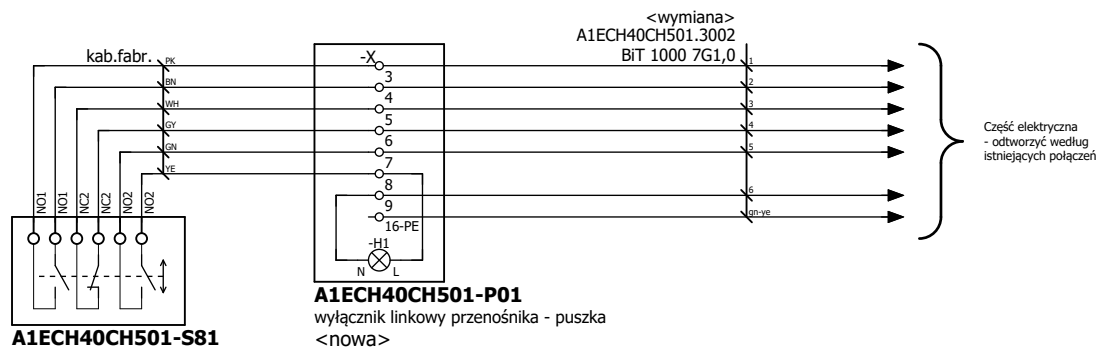 <wymiana>
A1ECH40CH501.3002
BiT 1000 7G1,0
kab.fabr.
PK
BN
WH
GY
GN
YE
-X
3
4
5
6
7
8
9
16-PE
-H1
N L
1
2
3
4
5
6
gn-ye
Część elektryczna
- odtworzyć według
istniejących połączeń
NO1
NO1
NC2
NC2
NO2
NO2
A1ECH40CH501-S81
A1ECH40CH501-P01
wyłącznik linkowy przenośnika - puszka
<nowa>